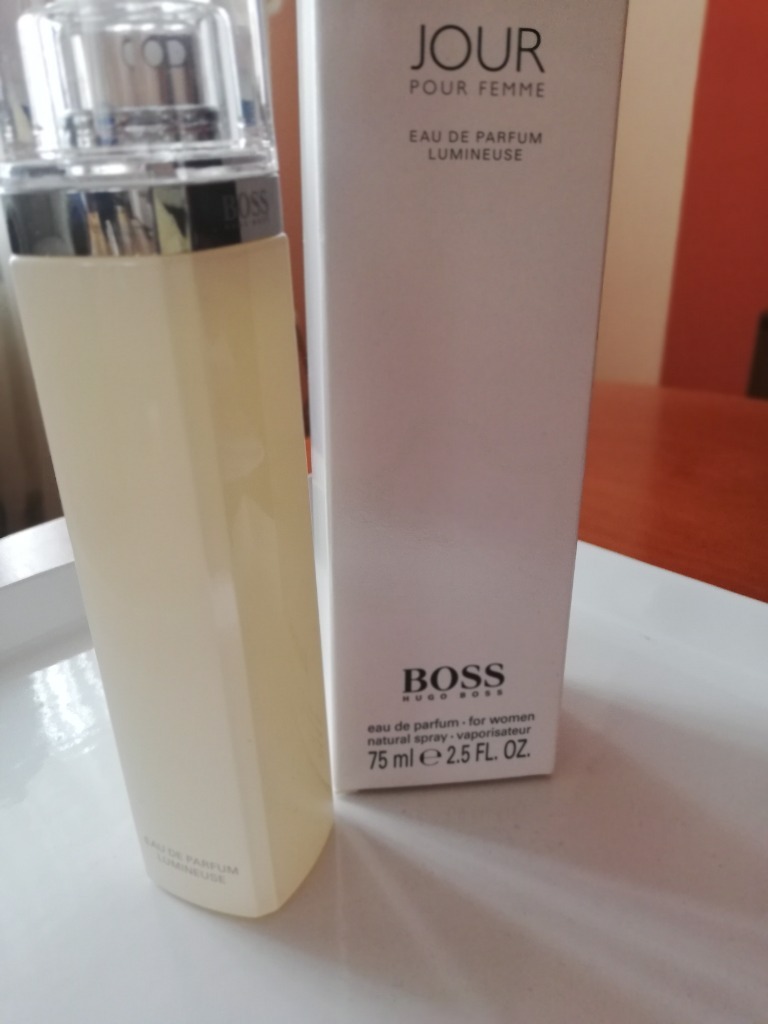 JOUR
POUR FEMME
EAU DE PARFUM
LUMINEUSE
BOSS
BOSS
HUGO BOSS
eau de parfum · for women
natural spray · vaporisateur
75 ml ℮ 2.5 FL. OZ.
EAU DE PARFUM
LUMINEUSE